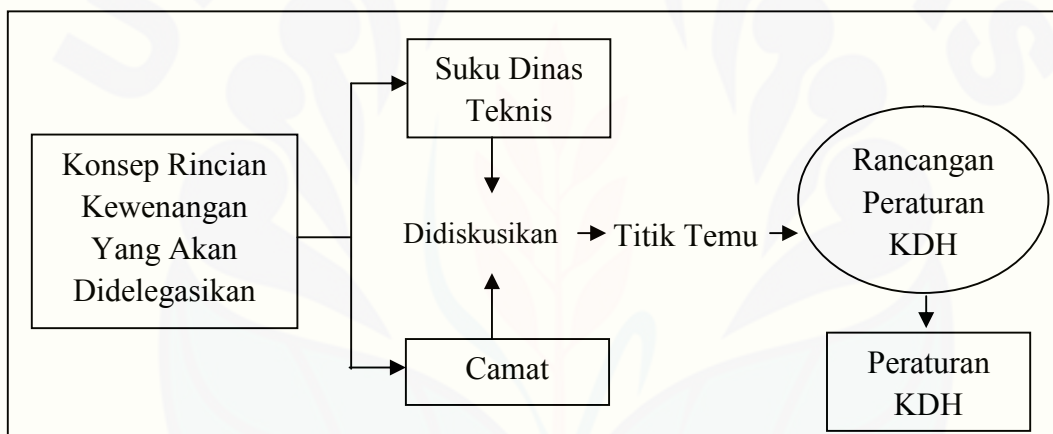 Konsep Rincian
Kewenangan
Yang Akan
Didelegasikan
Suku Dinas
Teknis
Didiskusikan
Camat
Titik Temu
Rancangan
Peraturan
KDH
Peraturan
KDH